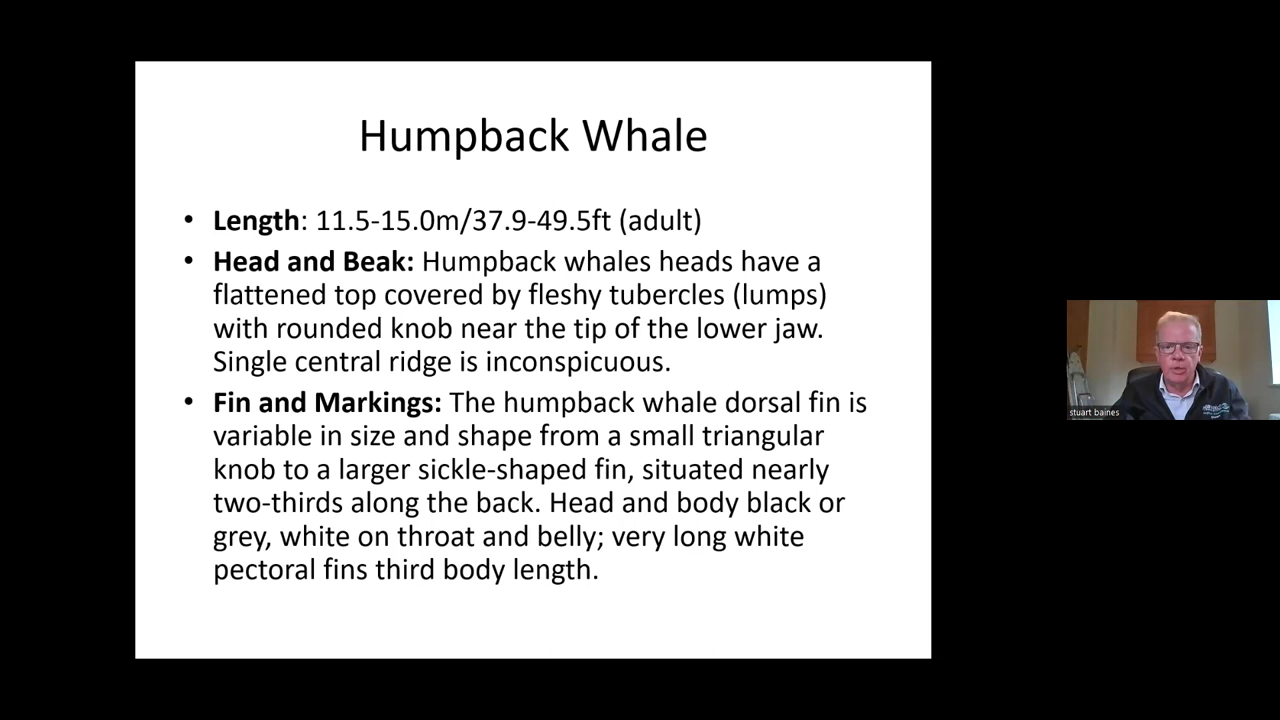 Humpback Whale
• Length: 11.5-15.0m/37.9-49.5ft (adult)
• Head and Beak: Humpback whales heads have a
flattened top covered by fleshy tubercles (lumps)
with rounded knob near the tip of the lower jaw.
Single central ridge is inconspicuous.
• Fin and Markings: The humpback whale dorsal fin is
variable in size and shape from a small triangular
knob to a larger sickle-shaped fin, situated nearly
two-thirds along the back. Head and body black or
grey, white on throat and belly; very long white
pectoral fins third body length.
stuart baines